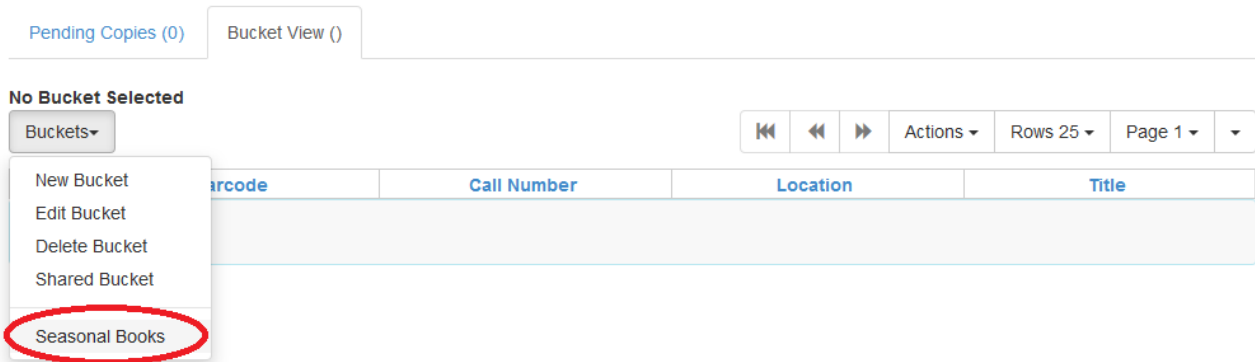 Pending Copies (0) Bucket View ()
No Bucket Selected
Buckets Actions Rows 25 Page 1
New Bucket
arcode Call Number Location Title
Edit Bucket
Delete Bucket
Shared Bucket
Seasonal Books